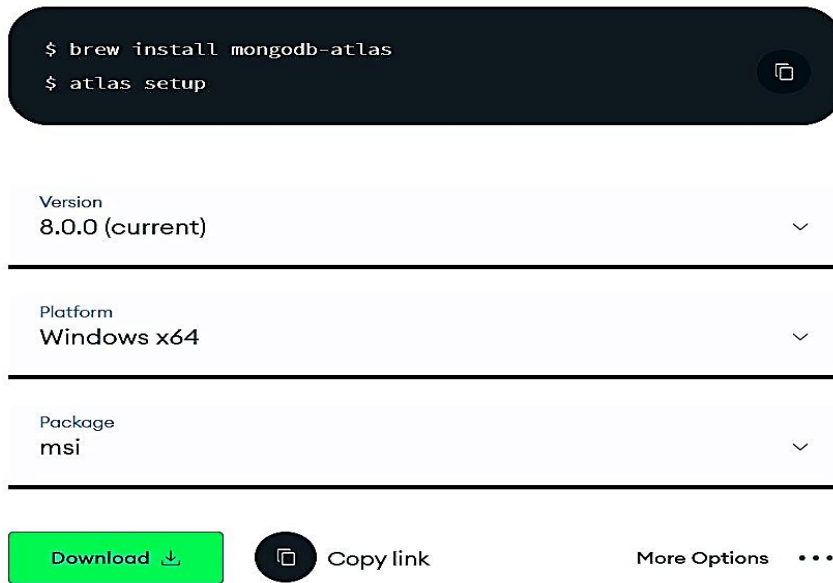 $ brew install mongodb-atlas
$ atlas setup
Version
8.0.0 (current)
Platform
Windows x64
Package
msi
Download
Copy link
More Options